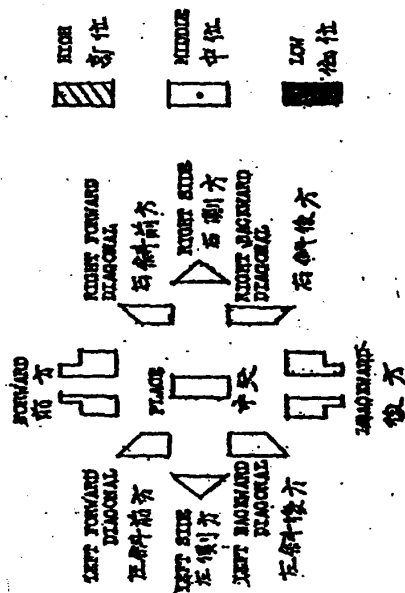 HIGH
高位
MIDDLE
中位
LOW
低位
RIGHT FORWARD
DIAGONAL
右斜前方
RIGHT SIDE
右側方
RIGHT BACKWARD
DIAGONAL
右斜後方
FORWARD
前方
PLACE
中央
BACKWARD
後方
LEFT FORWARD
DIAGONAL
左斜前方
LEFT SIDE
左側方
LEFT BACKWARD
DIAGONAL
左斜後方